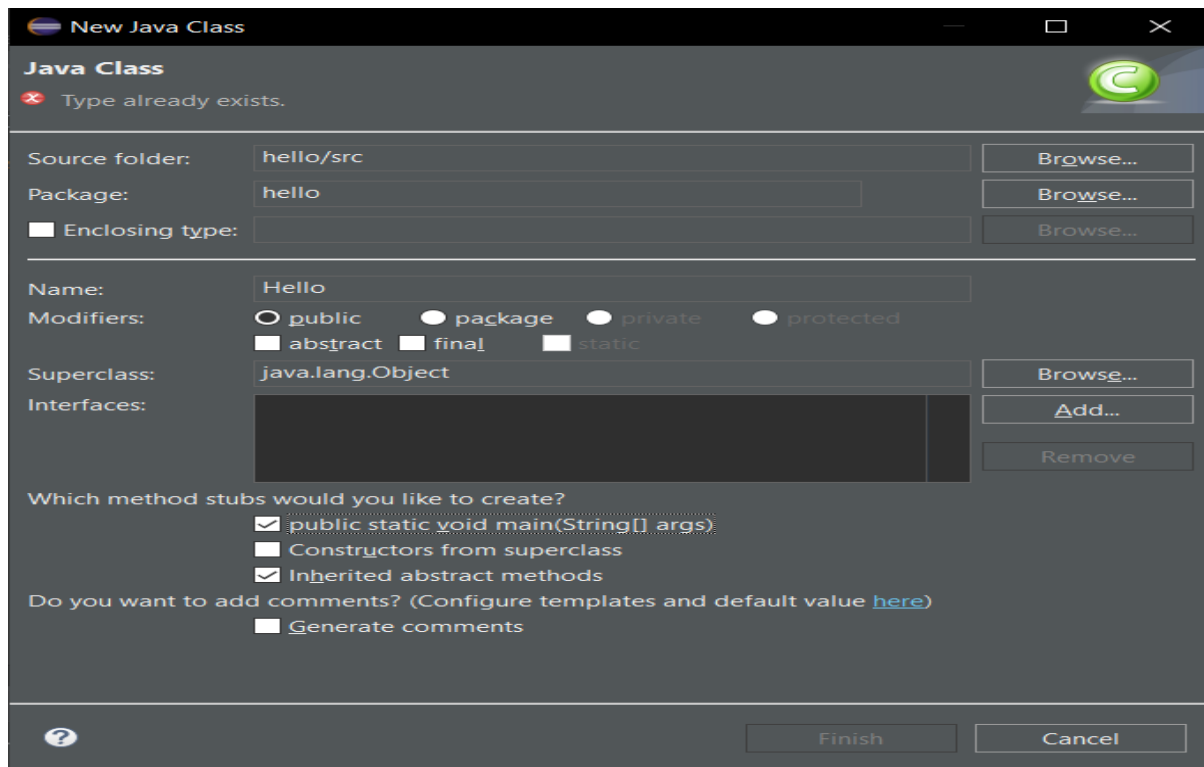 New Java Class
Java Class
Type already exists.
Source folder: hello/src Browse...
Package: hello Browse...
Enclosing type: Browse...
Name: Hello
Modifiers: public package private protected
abstract final static
Superclass: java.lang.Object Browse...
Interfaces: Add...
Remove
Which method stubs would you like to create?
public static void main(String[] args)
Constructors from superclass
Inherited abstract methods
Do you want to add comments? (Configure templates and default value here)
Generate comments
Finish Cancel